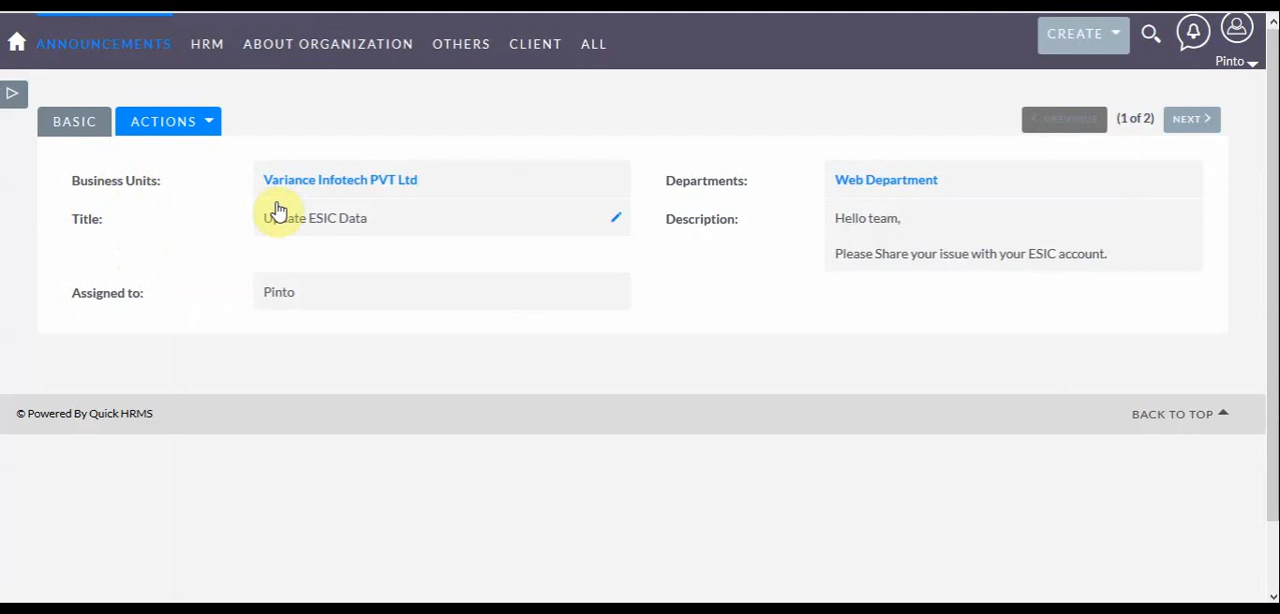 ANNOUNCEMENTS HRM ABOUT ORGANIZATION OTHERS CLIENT ALL CREATE
Pinto
BASIC ACTIONS PREVIOUS (1 of 2) NEXT
Business Units: Variance Infotech PVT Ltd Departments: Web Department
Title: Update ESIC Data Description: Hello team,
Please Share your issue with your ESIC account.
Assigned to: Pinto
© Powered By Quick HRMS BACK TO TOP